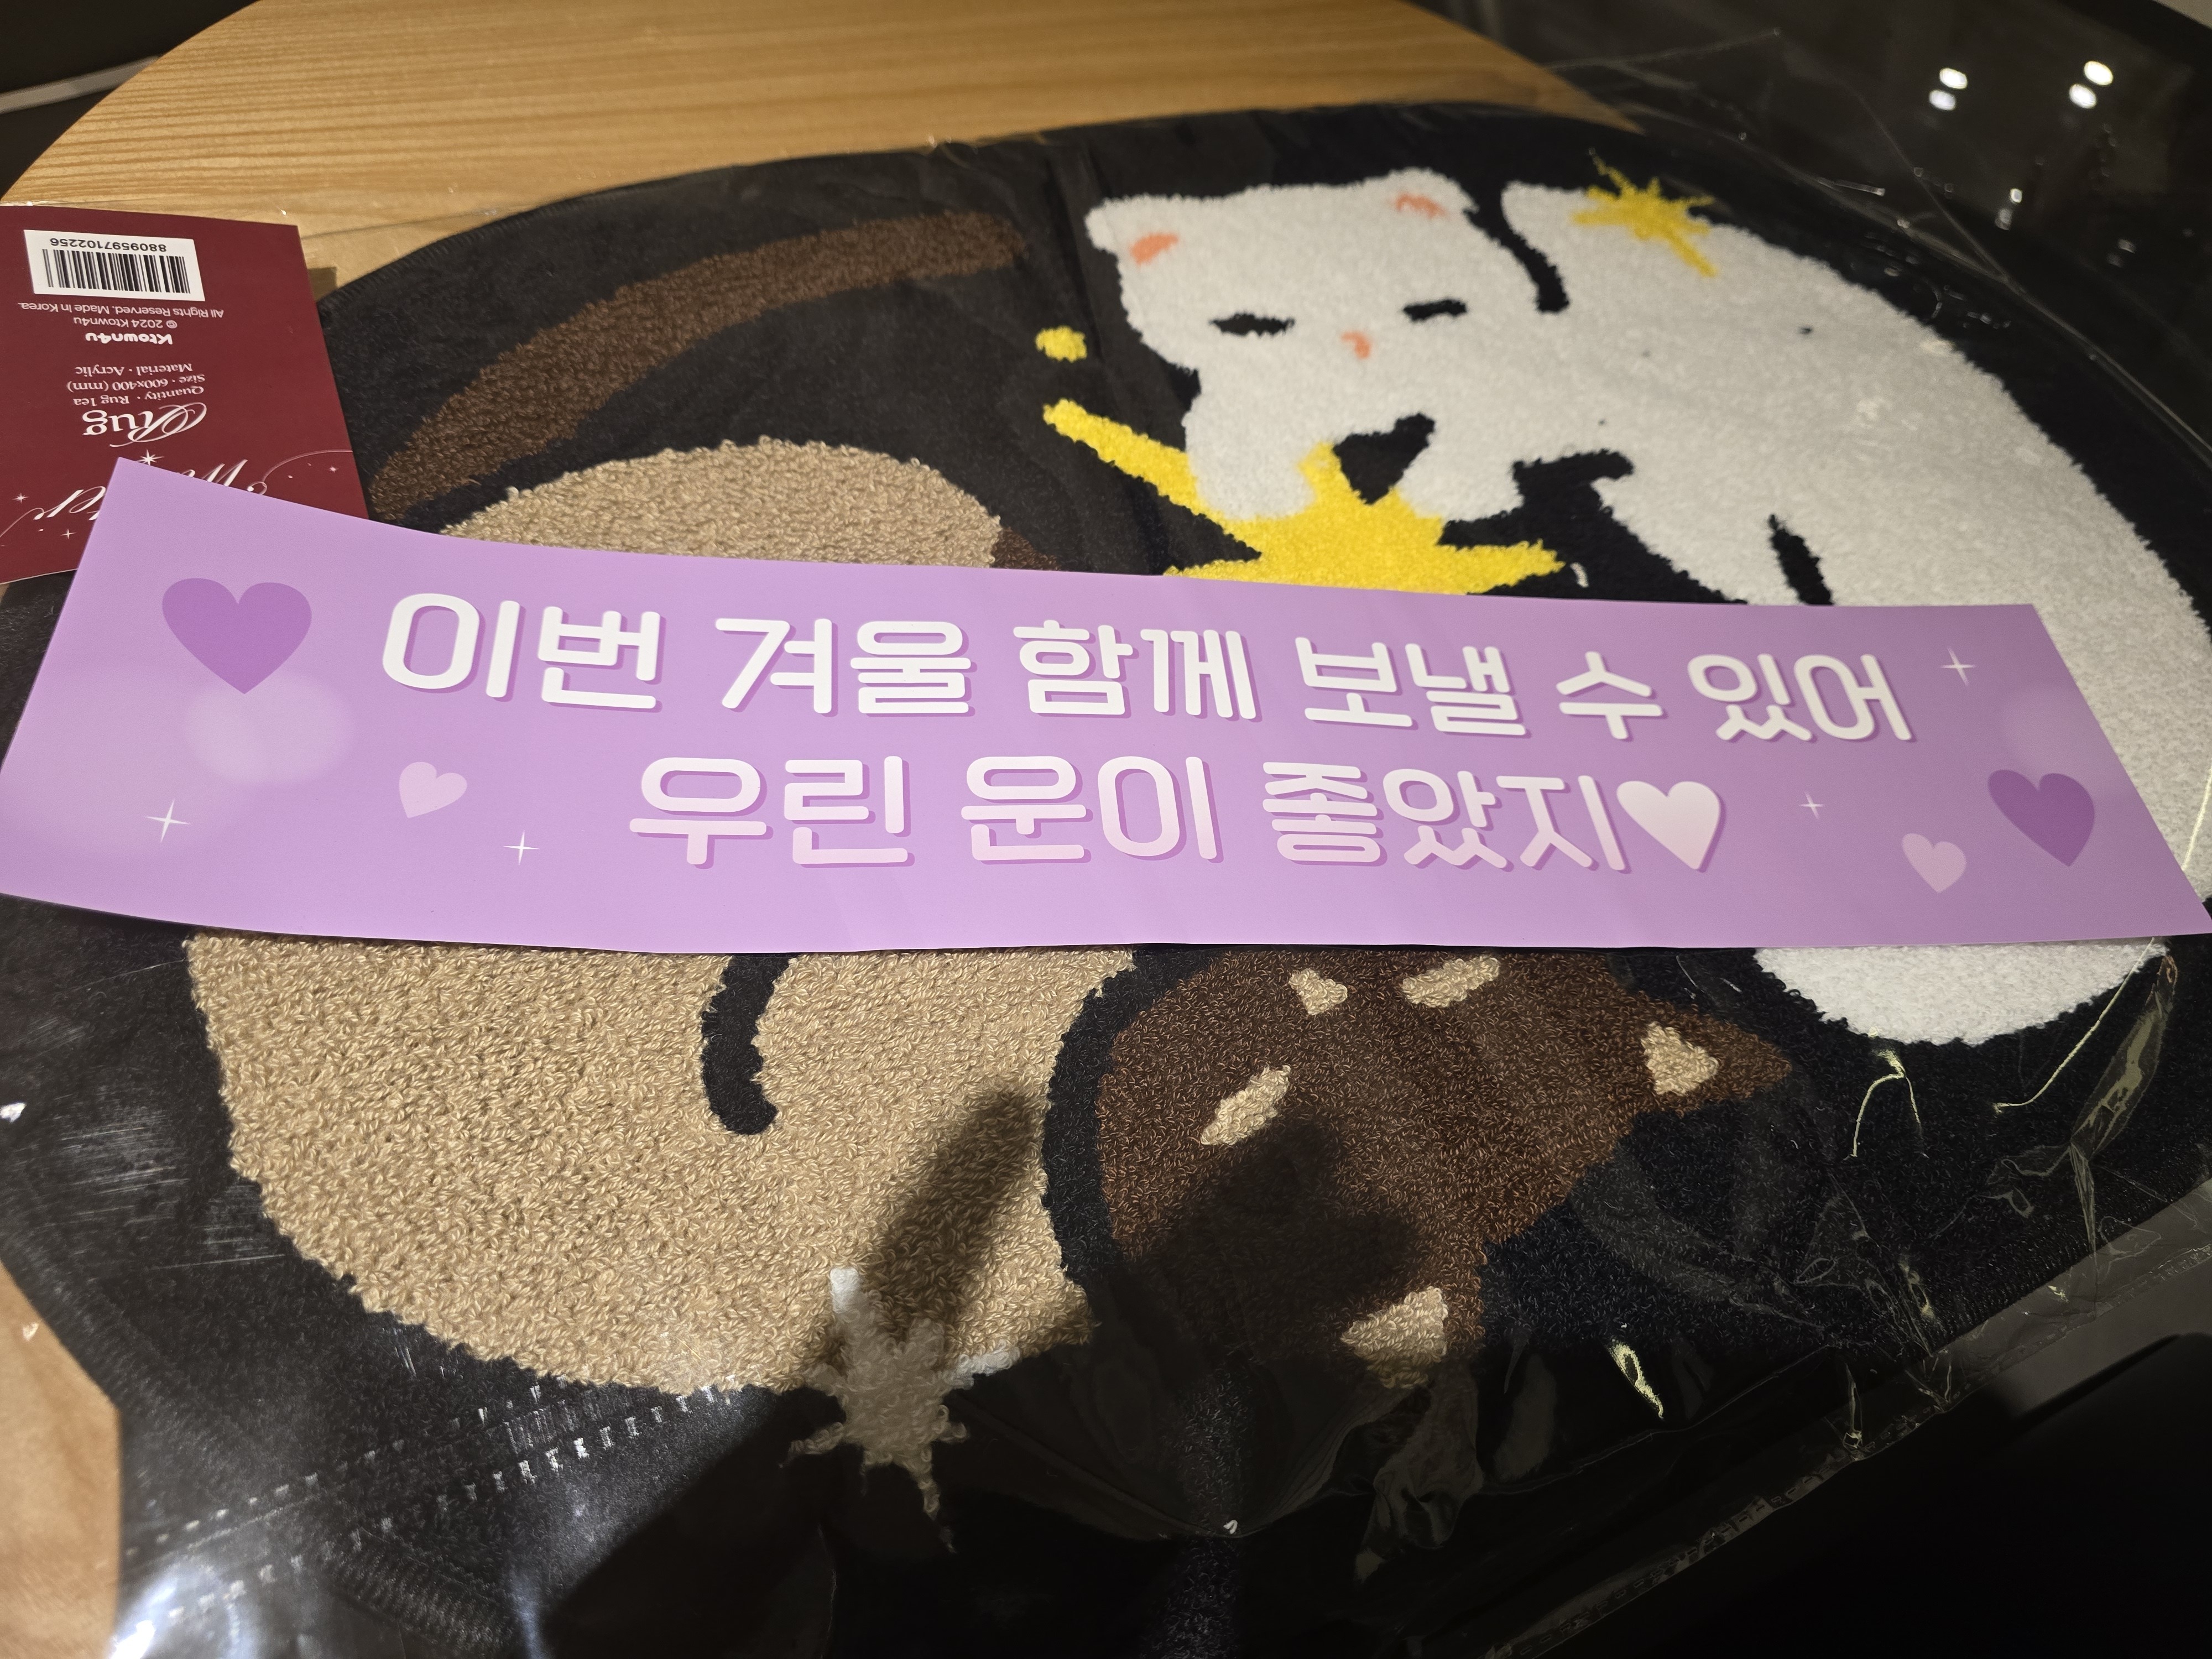 이번 겨울 함께 보낼 수 있어
우린 운이 좋았지♥
Rug
Quantity · Rug 1ea
Size · 600x400 (mm)
Material · Acrylic
Ktown4u
© 2024 Ktown4u
All Rights Reserved. Made In Korea.
8809597102256